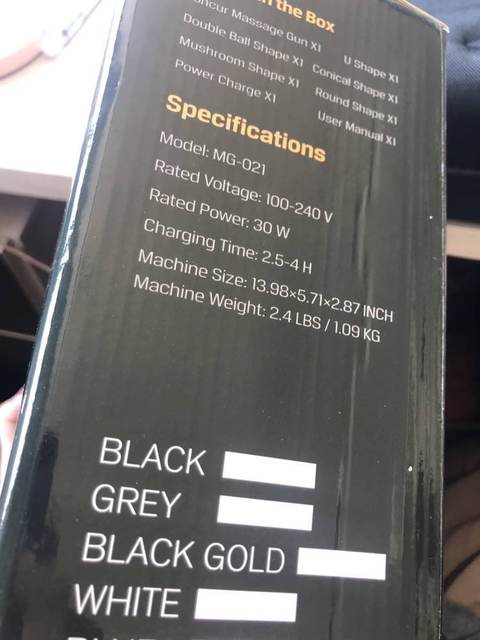 n the Box
oncur Massage Gun X1
U Shape X1
Double Ball Shape X1
Conical Shape X1
Mushroom Shape X1
Round Shape X1
Power Charge X1
User Manual X1
Specifications
Model: MG-021
Rated Voltage: 100-240 V
Rated Power: 30 W
Charging Time: 2.5-4 H
Machine Size: 13.98×5.71×2.87 INCH
Machine Weight: 2.4 LBS / 1.09 KG
BLACK
GREY
BLACK GOLD
WHITE